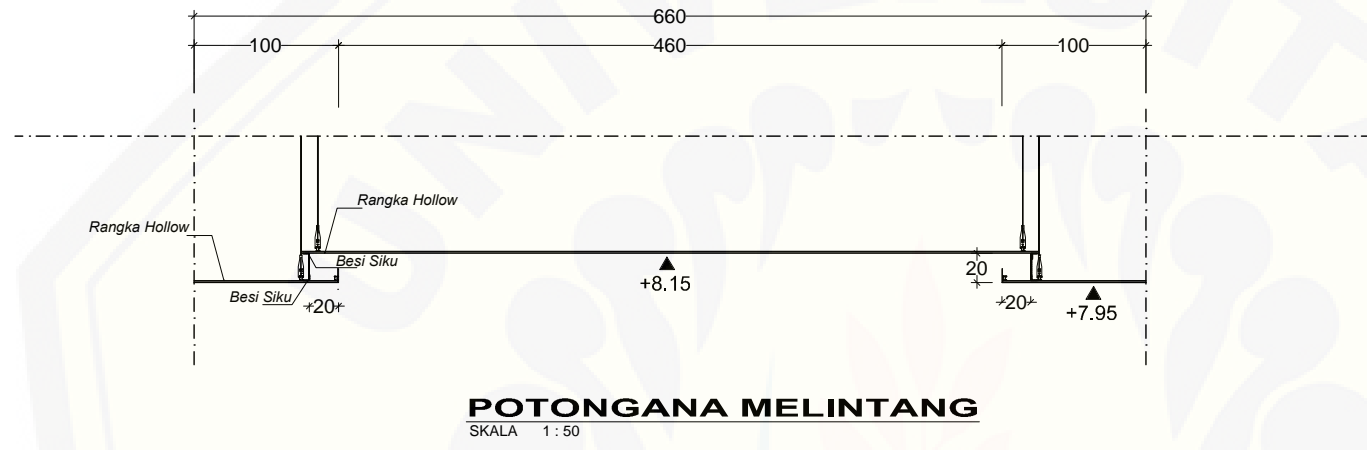 660
100
460
100
Rangka Hollow
Rangka Hollow
Besi Siku
20
Besi Siku
+8.15
20
20
+7.95
POTONGANA MELINTANG
SKALA 1 : 50